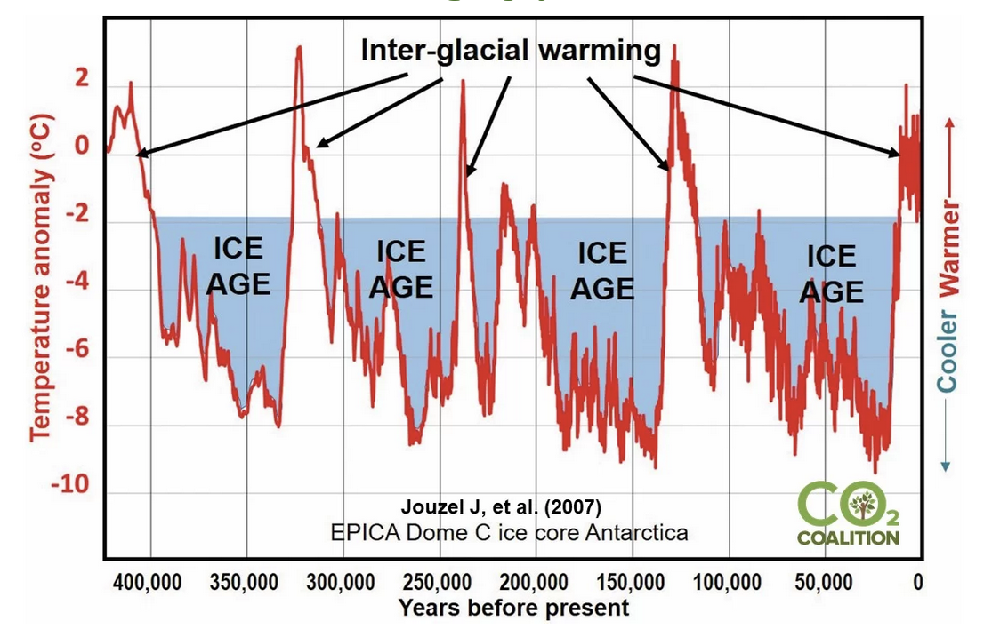 Inter-glacial warming
Temperature anomaly (ºC)
2
0
-2
-4
-6
-8
-10
ICE
AGE
ICE
AGE
ICE
AGE
ICE
AGE
Cooler Warmer
Jouzel J, et al. (2007)
EPICA Dome C ice core Antarctica
CO2
COALITION
400,000 350,000 300,000 250,000 200,000 150,000 100,000 50,000 0
Years before present